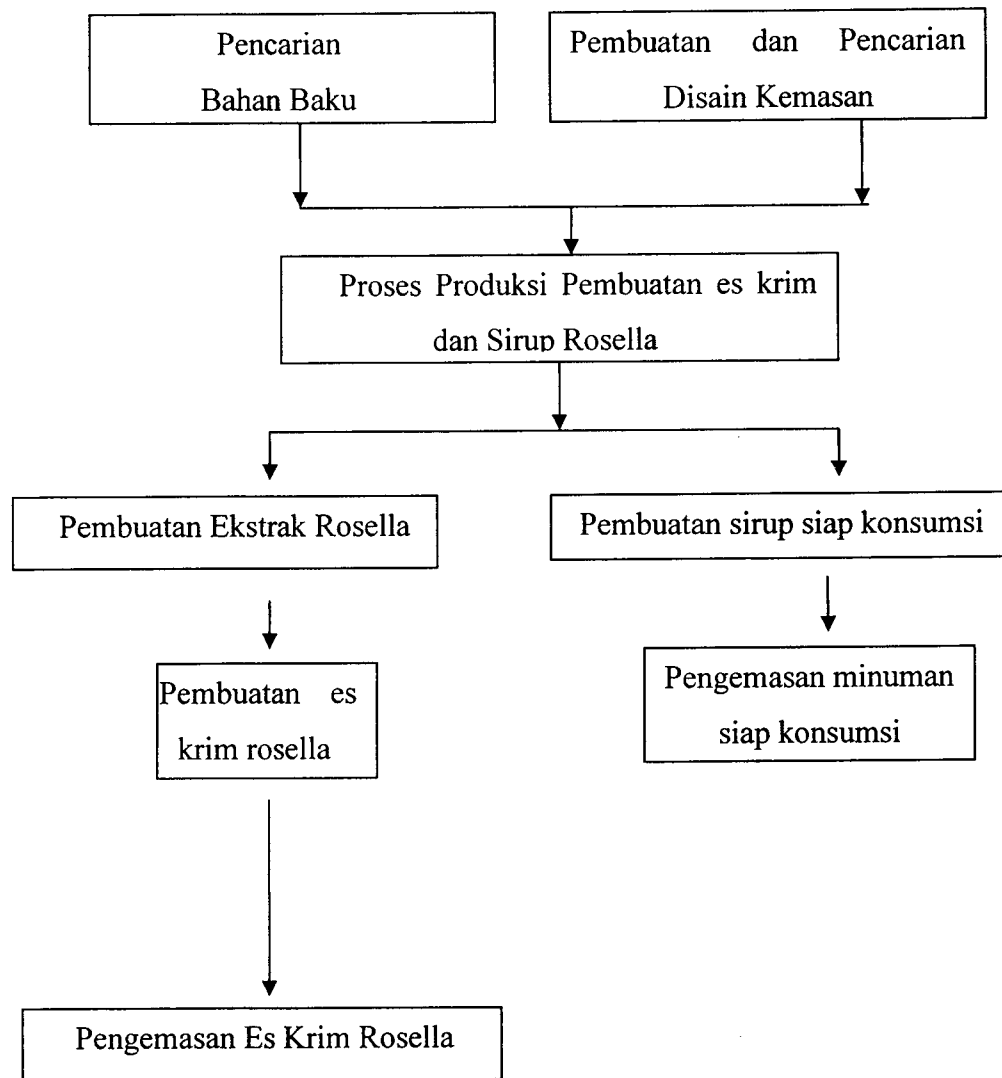 Pencarian
Bahan Baku
Pembuatan dan Pencarian
Disain Kemasan
Proses Produksi Pembuatan es krim
dan Sirup Rosella
Pembuatan Ekstrak Rosella
Pembuatan sirup siap konsumsi
Pembuatan es
krim rosella
Pengemasan minuman
siap konsumsi
Pengemasan Es Krim Rosella